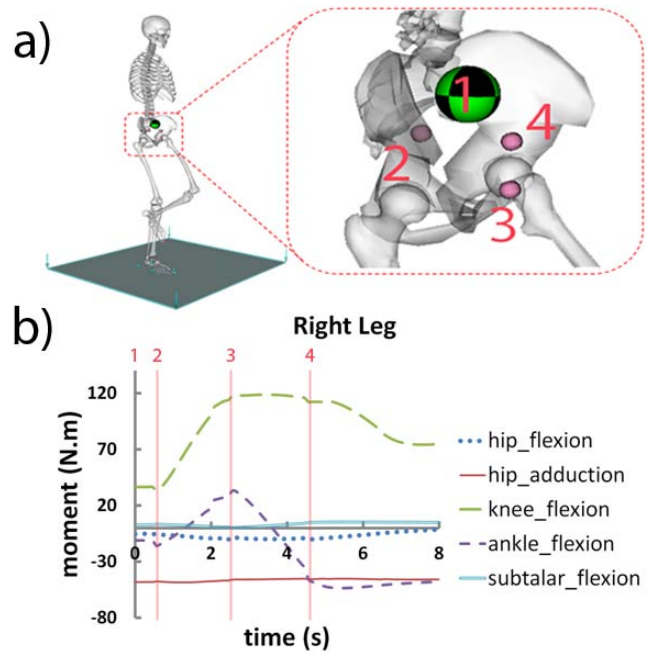 a)
1
4
2
3
b)
Right Leg
1 2 3 4
120
70
20
-30
-80
0 2 4 6 8
moment (N.m)
time (s)
hip_flexion
hip_adduction
knee_flexion
ankle_flexion
subtalar_flexion